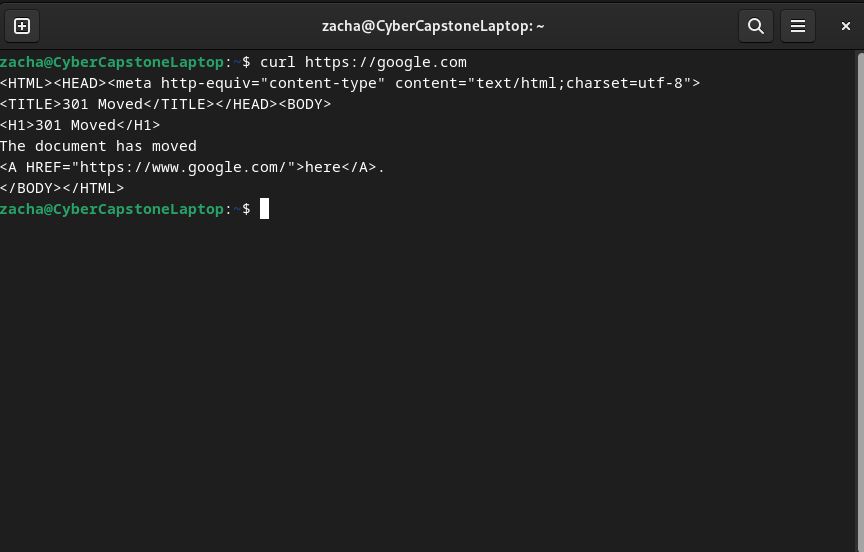 zacha@CyberCapstoneLaptop: ~
zacha@CyberCapstoneLaptop:~$ curl https://google.com
<HTML><HEAD><meta http-equiv="content-type" content="text/html;charset=utf-8">
<TITLE>301 Moved</TITLE></HEAD><BODY>
<H1>301 Moved</H1>
The document has moved
<A HREF="https://www.google.com/">here</A>.
</BODY></HTML>
zacha@CyberCapstoneLaptop:~$